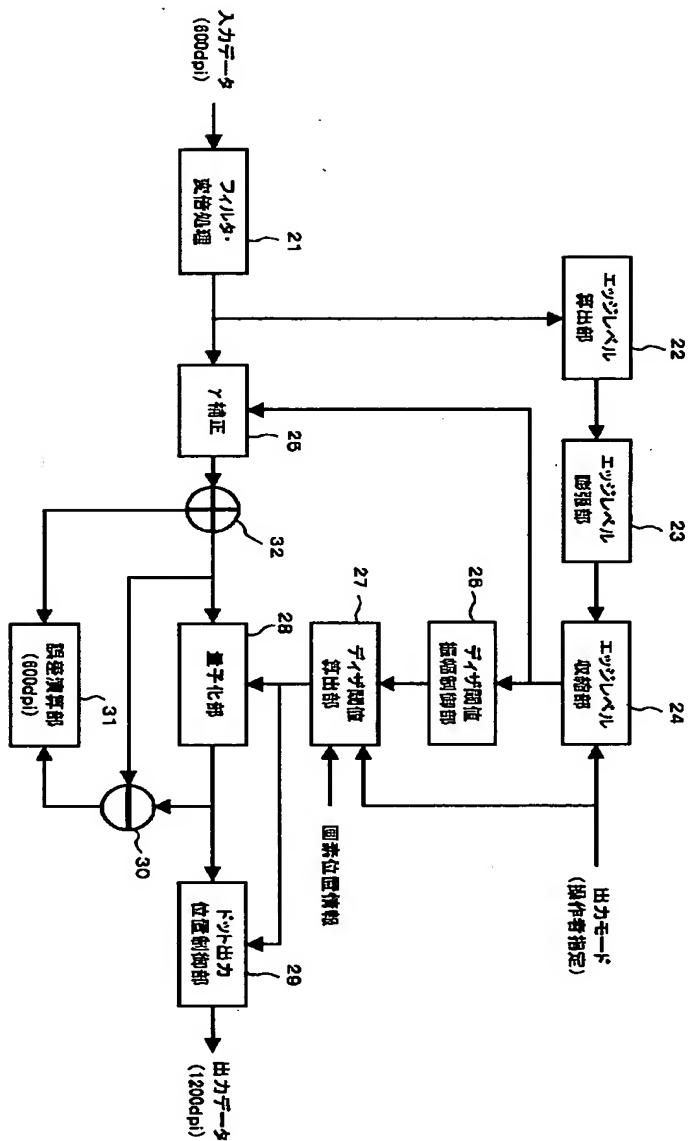 入力データ
(600dpi)
フィルタ・
変倍処理
21
エッジレベル
算出部
22
エッジレベル
膨張部
23
エッジレベル
収縮部
24
出力モード
(操作者指定)
γ補正
25
32
ディザ閾値
振幅制御部
26
ディザ閾値
算出部
27
画素位置情報
量子化部
28
誤差演算部
(600dpi)
31
30
ドット出力
位置制御部
29
出力データ
(1200dpi)